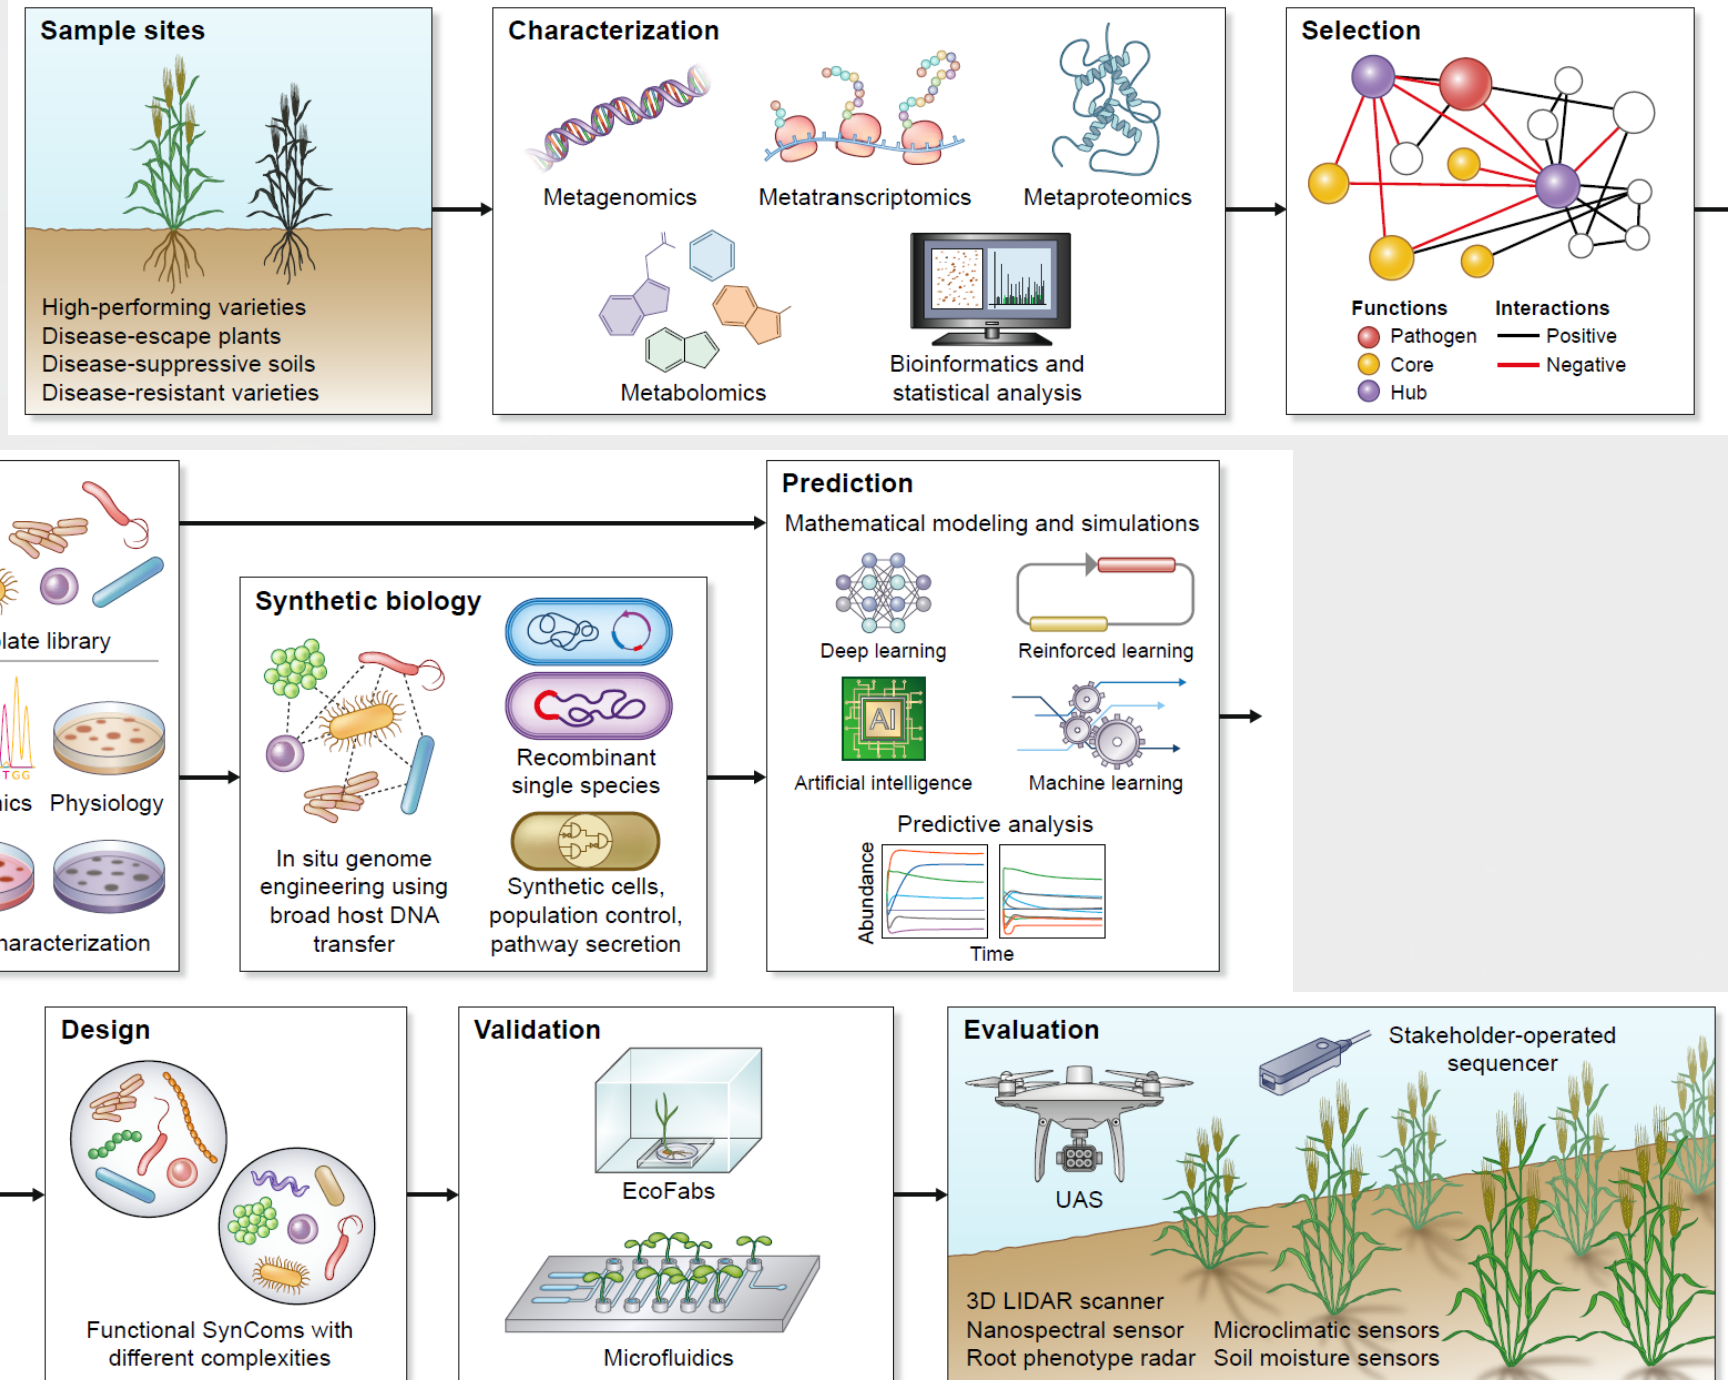 Sample sites
High-performing varieties
Disease-escape plants
Disease-suppressive soils
Disease-resistant varieties
Characterization
Metagenomics
Metatranscriptomics
Metaproteomics
Metabolomics
Bioinformatics and
statistical analysis
Selection
Functions
Pathogen
Core
Hub
Interactions
Positive
Negative
late library
TGG
ics
Physiology
haracterization
Synthetic biology
In situ genome
engineering using
broad host DNA
transfer
Recombinant
single species
Synthetic cells,
population control,
pathway secretion
Prediction
Mathematical modeling and simulations
Deep learning
Reinforced learning
AI
Artificial intelligence
Machine learning
Predictive analysis
Abundance
Time
Design
Functional SynComs with
different complexities
Validation
EcoFabs
Microfluidics
Evaluation
Stakeholder-operated
sequencer
UAS
3D LIDAR scanner
Nanospectral sensor
Root phenotype radar
Microclimatic sensors
Soil moisture sensors